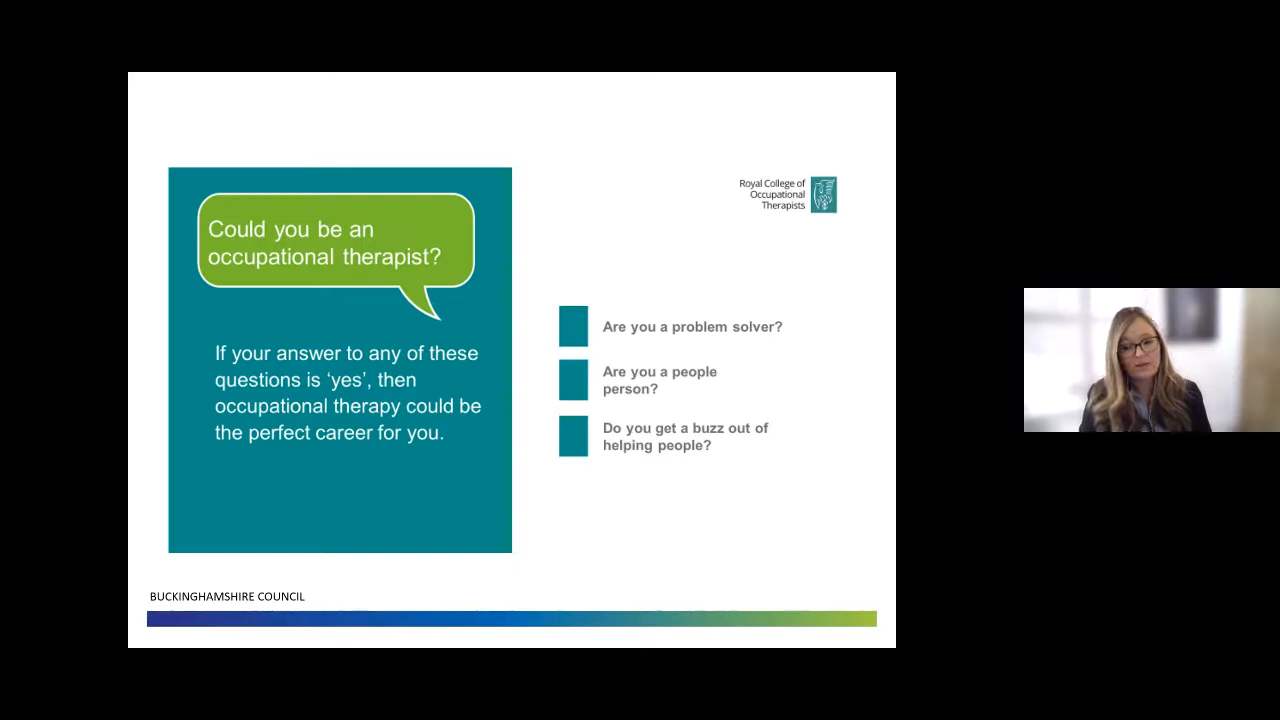 Could you be an
occupational therapist?
If your answer to any of these
questions is ‘yes’, then
occupational therapy could be
the perfect career for you.
Royal College of
Occupational
Therapists
Are you a problem solver?
Are you a people
person?
Do you get a buzz out of
helping people?
BUCKINGHAMSHIRE COUNCIL